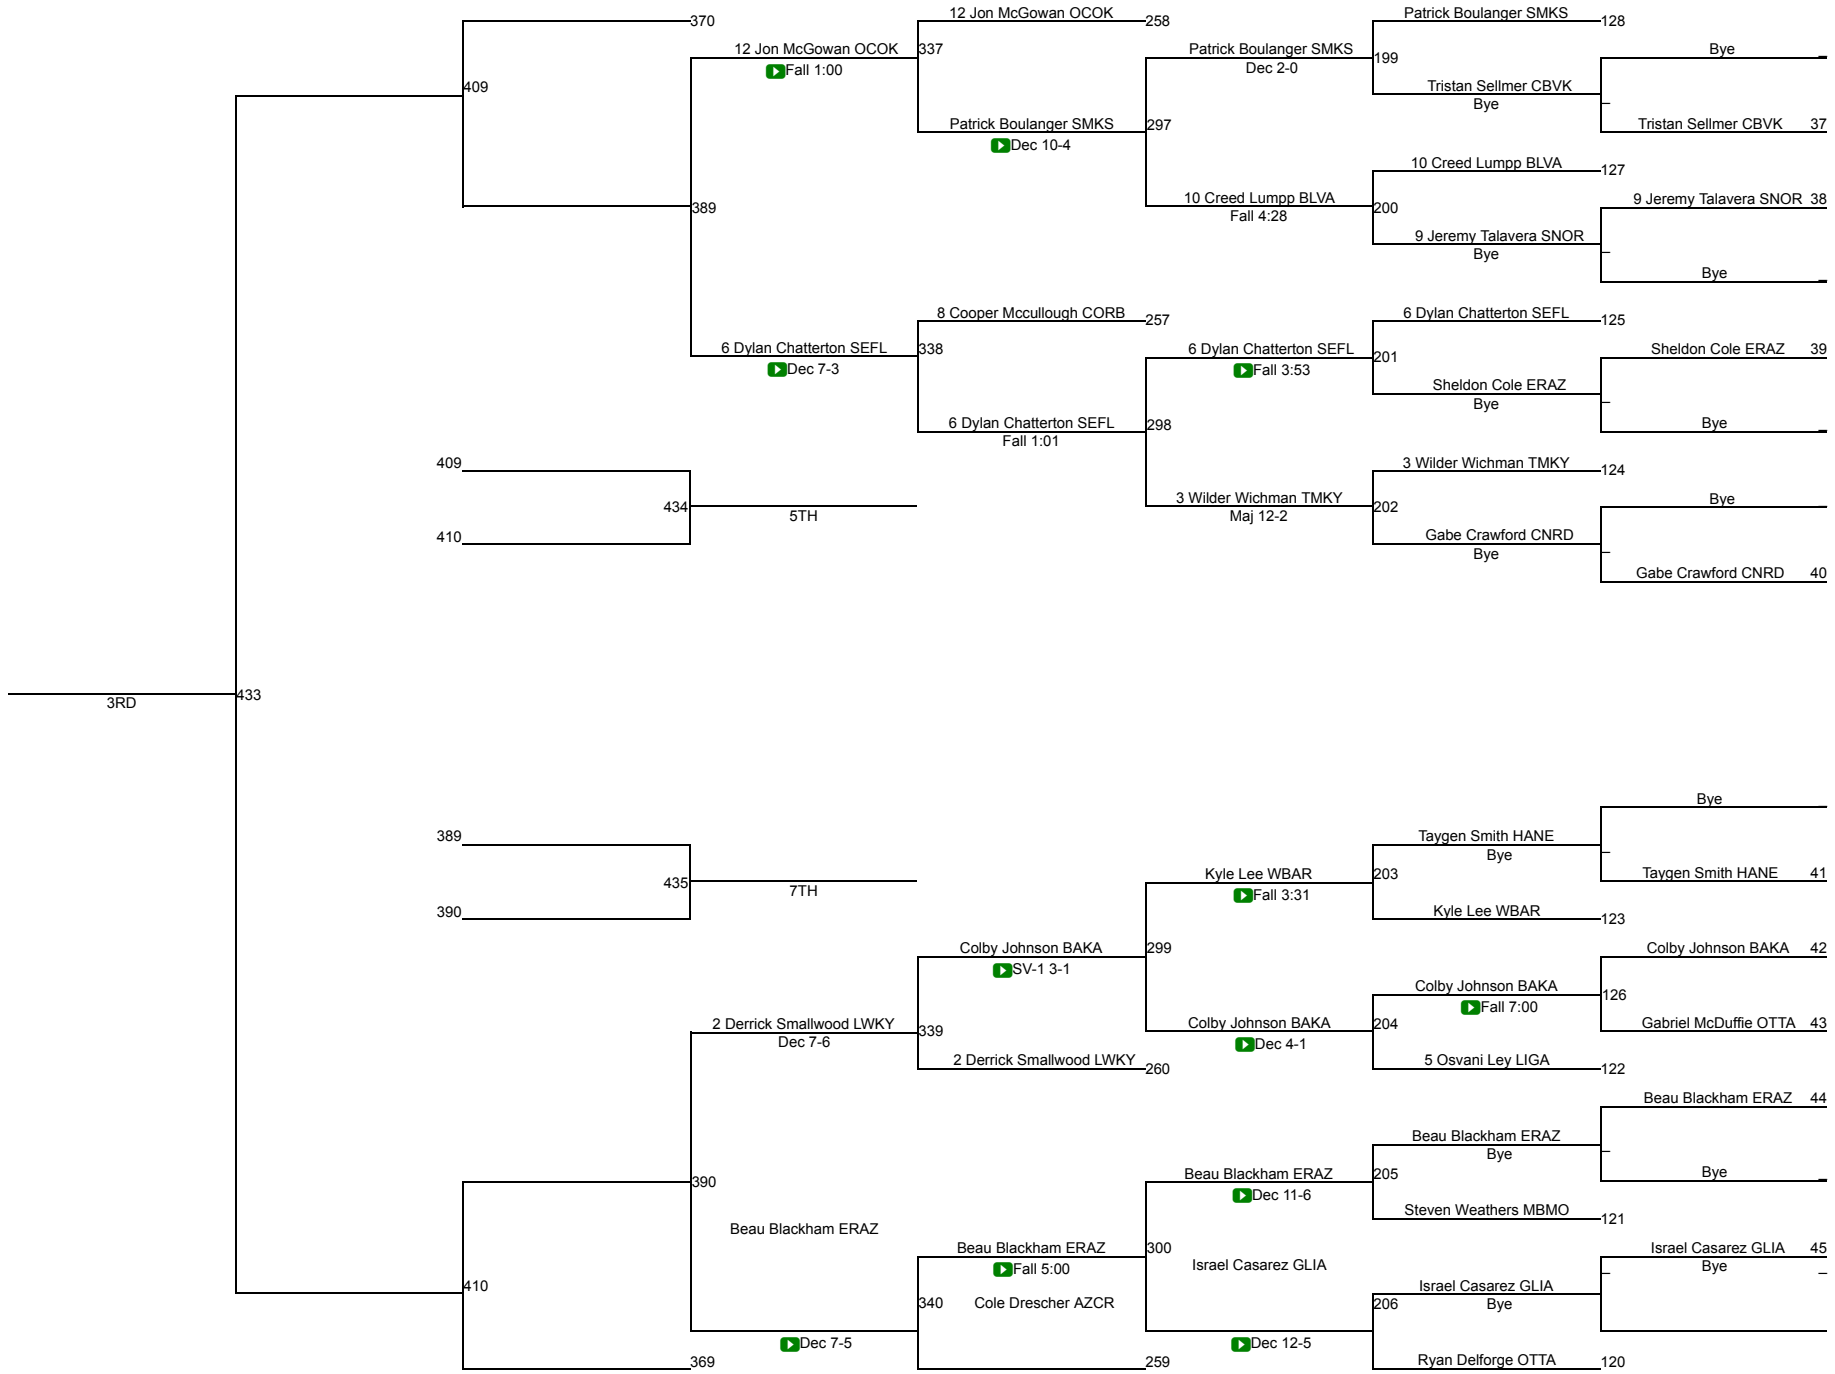 370
12 Jon McGowan OCOK
258
Patrick Boulanger SMKS
128
12 Jon McGowan OCOK
337
Patrick Boulanger SMKS
Bye
Fall 1:00
Dec 2-0
199
409
Tristan Sellmer CBVK
Bye
Patrick Boulanger SMKS
297
Tristan Sellmer CBVK 37
Dec 10-4
10 Creed Lumpp BLVA
127
389
10 Creed Lumpp BLVA
200
9 Jeremy Talavera SNOR 38
Fall 4:28
9 Jeremy Talavera SNOR
Bye
Bye
8 Cooper Mccullough CORB
257
6 Dylan Chatterton SEFL
125
6 Dylan Chatterton SEFL
338
6 Dylan Chatterton SEFL
201
Sheldon Cole ERAZ 39
Dec 7-3
Fall 3:53
Sheldon Cole ERAZ
Bye
6 Dylan Chatterton SEFL
298
Bye
Fall 1:01
409
3 Wilder Wichman TMKY
124
434
5TH
3 Wilder Wichman TMKY
202
Bye
Maj 12-2
410
Gabe Crawford CNRD
Bye
Gabe Crawford CNRD 40
3RD
433
Bye
389
Taygen Smith HANE
Bye
435
7TH
Kyle Lee WBAR
203
Taygen Smith HANE 41
Fall 3:31
390
Kyle Lee WBAR
123
Colby Johnson BAKA
299
Colby Johnson BAKA 42
SV-1 3-1
Colby Johnson BAKA
126
Fall 7:00
2 Derrick Smallwood LWKY
339
Colby Johnson BAKA
204
Gabriel McDuffie OTTA 43
Dec 7-6
Dec 4-1
2 Derrick Smallwood LWKY
260
5 Osvani Ley LIGA
122
Beau Blackham ERAZ 44
Beau Blackham ERAZ
Bye
390
Beau Blackham ERAZ
205
Bye
Dec 11-6
Steven Weathers MBMO
121
Beau Blackham ERAZ
Beau Blackham ERAZ
300
Israel Casarez GLIA 45
Fall 5:00
Israel Casarez GLIA
Bye
410
Israel Casarez GLIA
340
Cole Drescher AZCR
206
Bye
Dec 7-5
Dec 12-5
369
259
Ryan Delforge OTTA
120